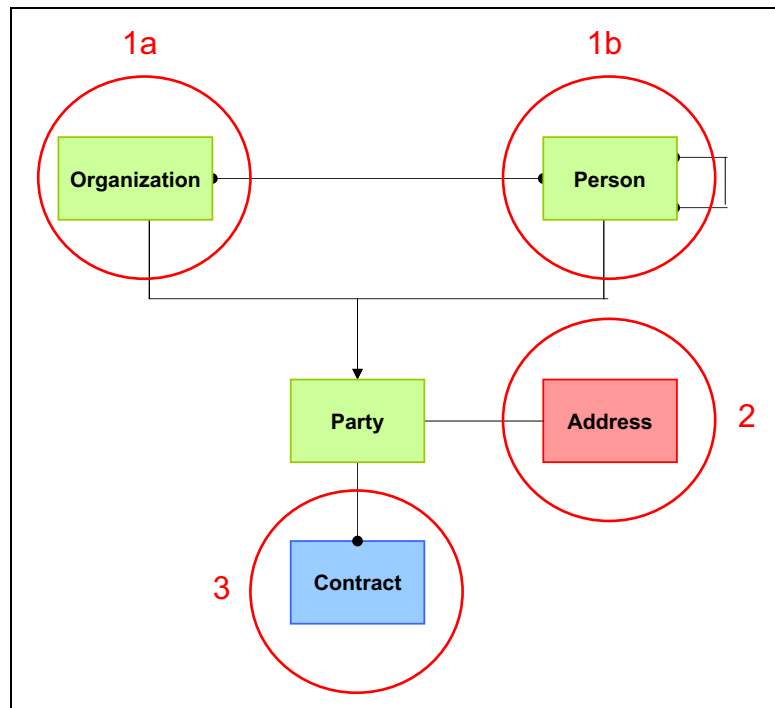 1a
1b
Organization
Person
Party
Address
2
3
Contract